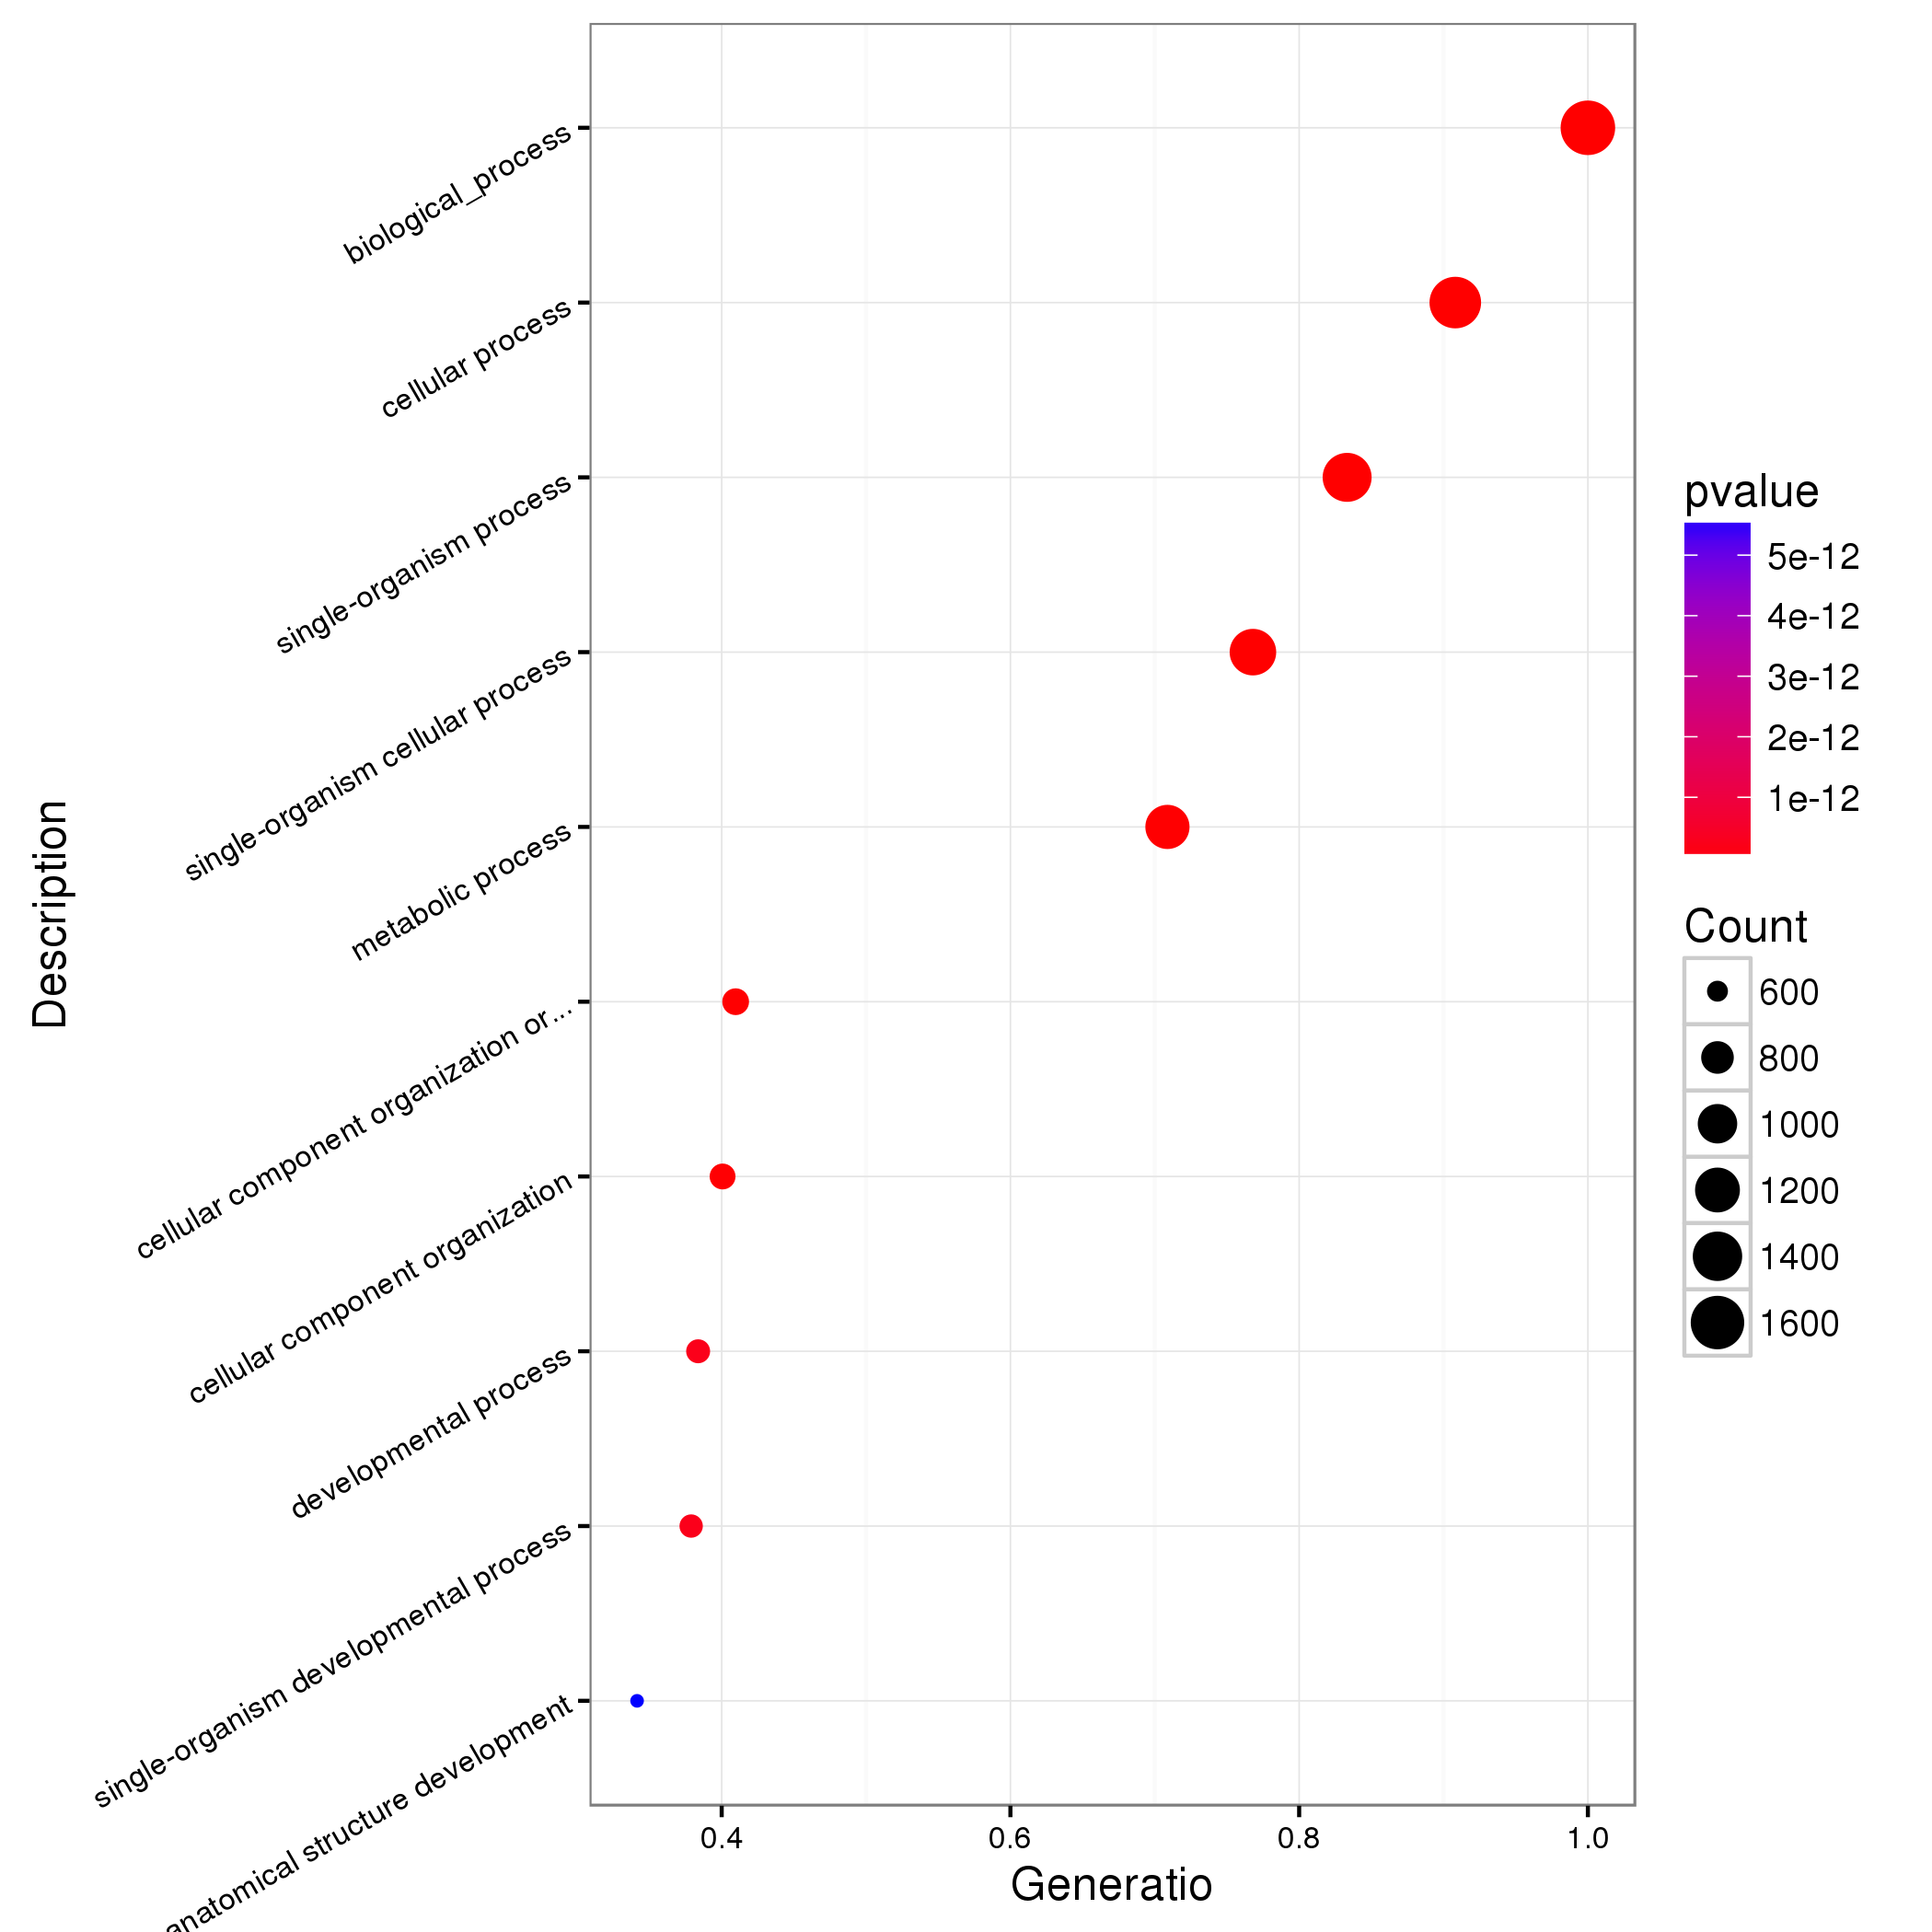 biological_process
cellular process
single-organism process
single-organism cellular process
metabolic process
cellular component organization or...
cellular component organization
developmental process
single-organism developmental process
anatomical structure development
Description
0.4 0.6 0.8 1.0
Generatio
pvalue
5e-12
4e-12
3e-12
2e-12
1e-12
Count
600
800
1000
1200
1400
1600